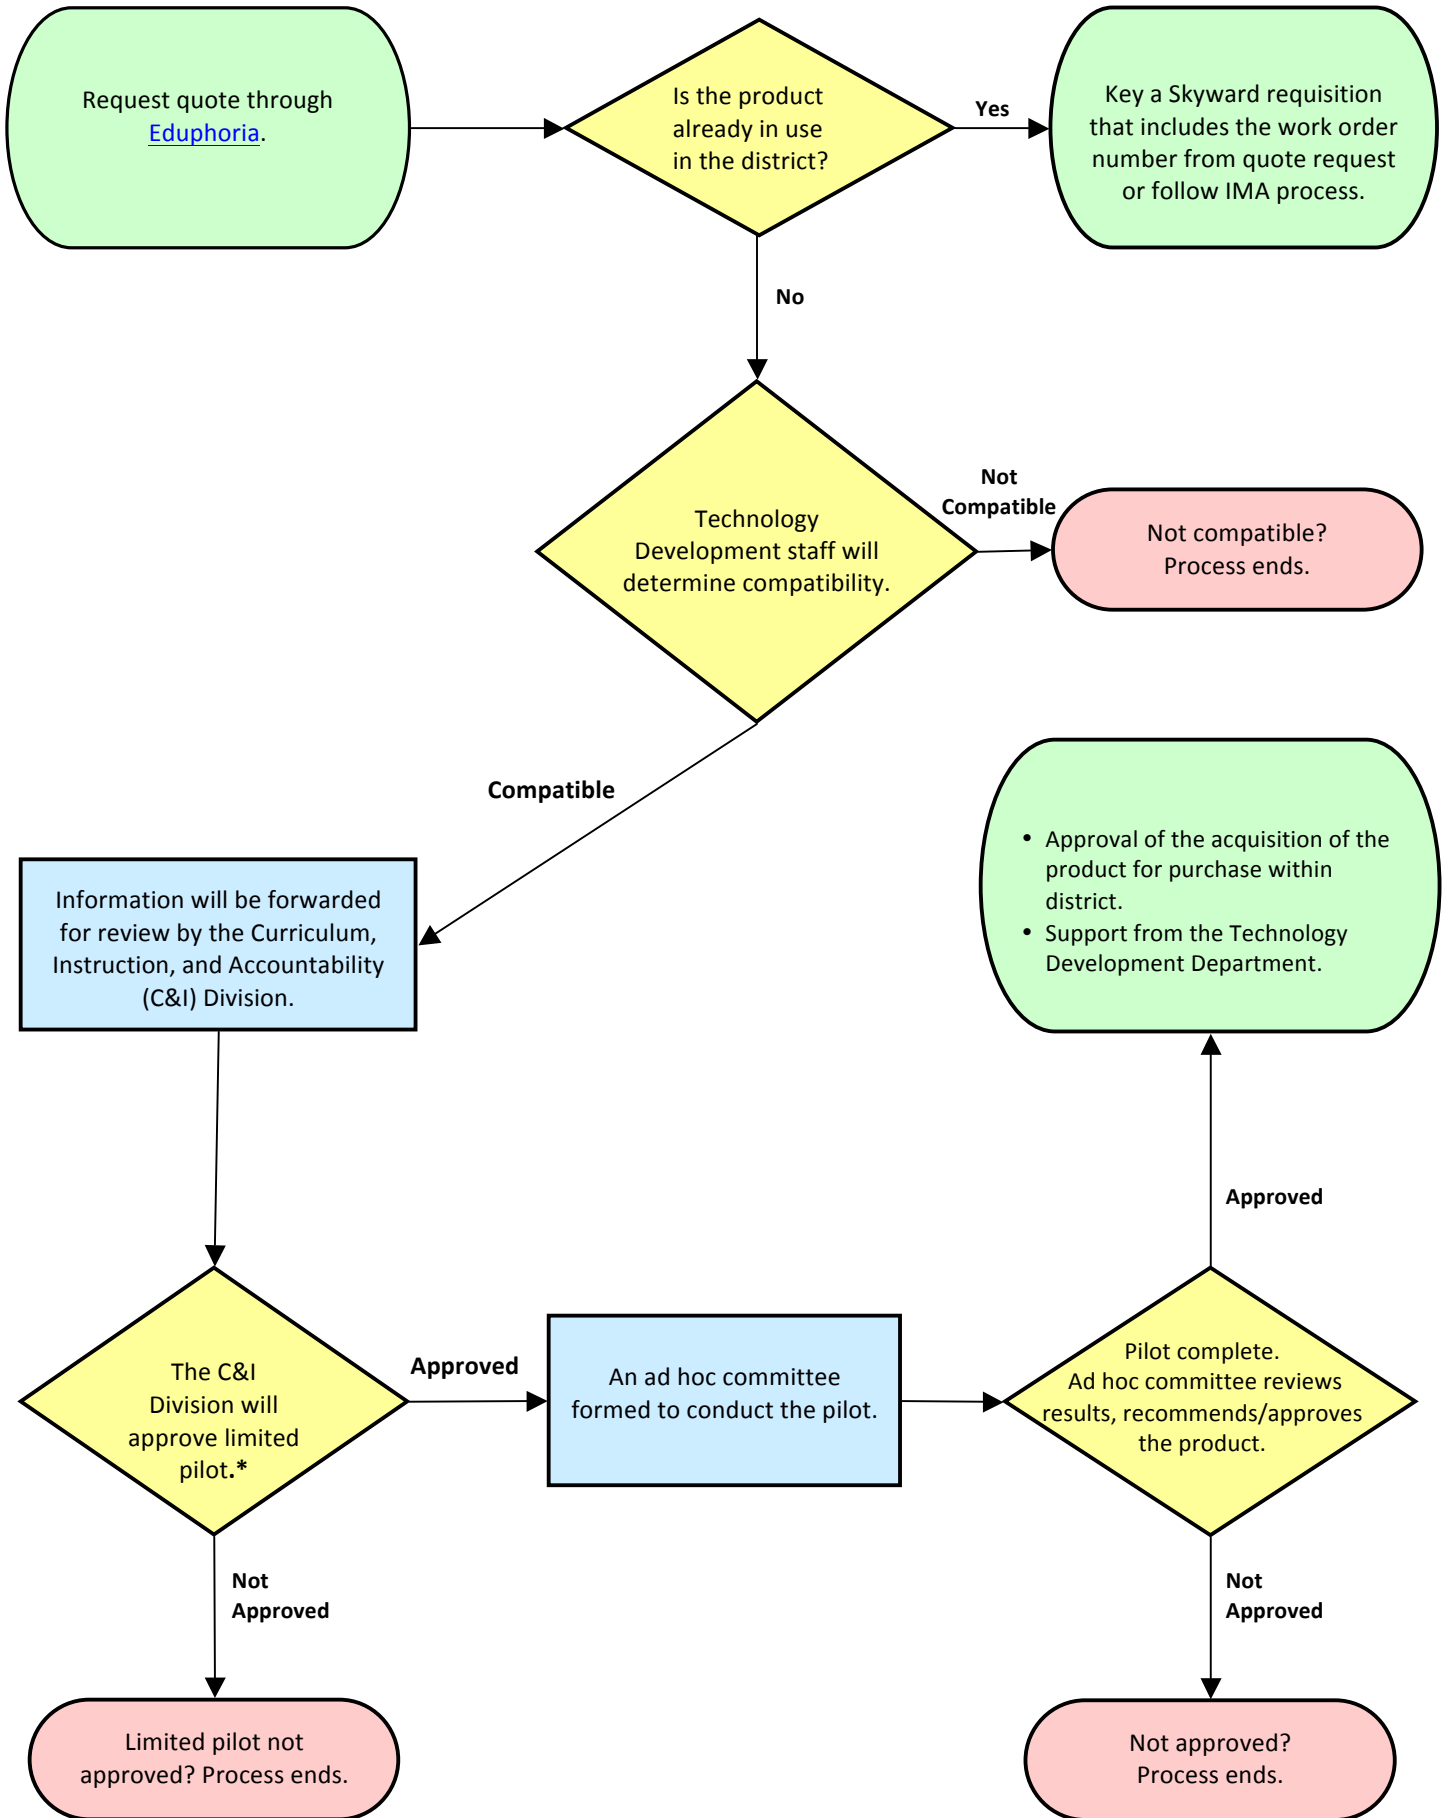 Request quote through
Eduphoria.
Is the product
already in use
in the district?
Yes
Key a Skyward requisition
that includes the work order
number from quote request
or follow IMA process.
No
Technology
Development staff will
determine compatibility.
Not
Compatible
Not compatible?
Process ends.
Compatible
Information will be forwarded
for review by the Curriculum,
Instruction, and Accountability
(C&I) Division.
• Approval of the acquisition of the
product for purchase within
district.
• Support from the Technology
Development Department.
Approved
The C&I
Division will
approve limited
pilot.*
Approved
An ad hoc committee
formed to conduct the pilot.
Pilot complete.
Ad hoc committee reviews
results, recommends/approves
the product.
Not
Approved
Not
Approved
Limited pilot not
approved? Process ends.
Not approved?
Process ends.